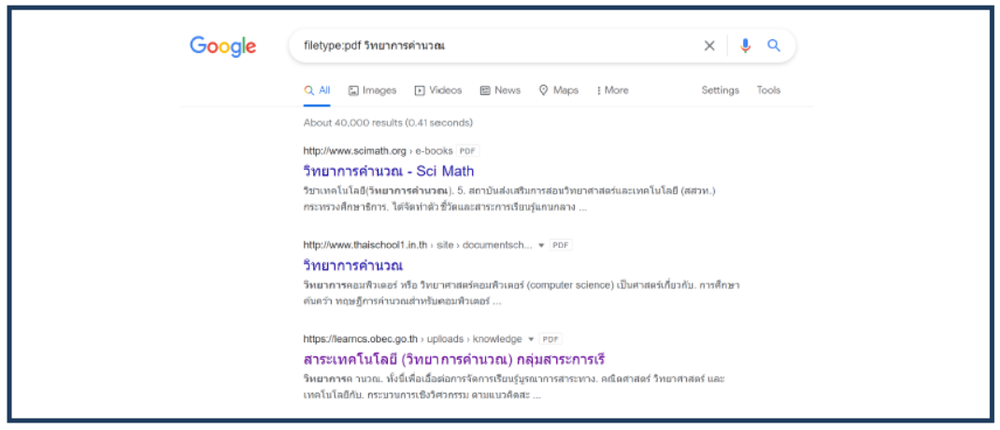 Google
filetype:pdf วิทยาการคำนวณ
All Images Videos News Maps More Settings Tools
About 40,000 results (0.41 seconds)
http://www.scimath.org › e-books PDF
วิทยาการคำนวณ - Sci Math
วิชาเทคโนโลยี(วิทยาการคำนวณ). 5. สถาบันส่งเสริมการสอนวิทยาศาสตร์และเทคโนโลยี (สสวท.)
กระทรวงศึกษาธิการ. ได้จัดทำตัวชี้วัดและสาระการเรียนรู้แกนกลาง ...
http://www.thaischool1.in.th › site › documentsch... PDF
วิทยาการคำนวณ
วิทยาการคอมพิวเตอร์ หรือ วิทยาศาสตร์คอมพิวเตอร์ (computer science) เป็นศาสตร์เกี่ยวกับ. การศึกษา
ค้นคว้า ทฤษฎีการคำนวณสำหรับคอมพิวเตอร์ ...
https://learncs.obec.go.th › uploads › knowledge PDF
สาระเทคโนโลยี (วิทยาการคำนวณ) กลุ่มสาระการเรี
วิทยาการค านวณ. ทั้งนี้เพื่อเอื้อต่อการจัดการเรียนรู้บูรณาการสาระทาง. คณิตศาสตร์ วิทยาศาสตร์ และ
เทคโนโลยีกับ. กระบวนการเชิงวิศวกรรม ตามแนวคิดสะ ...